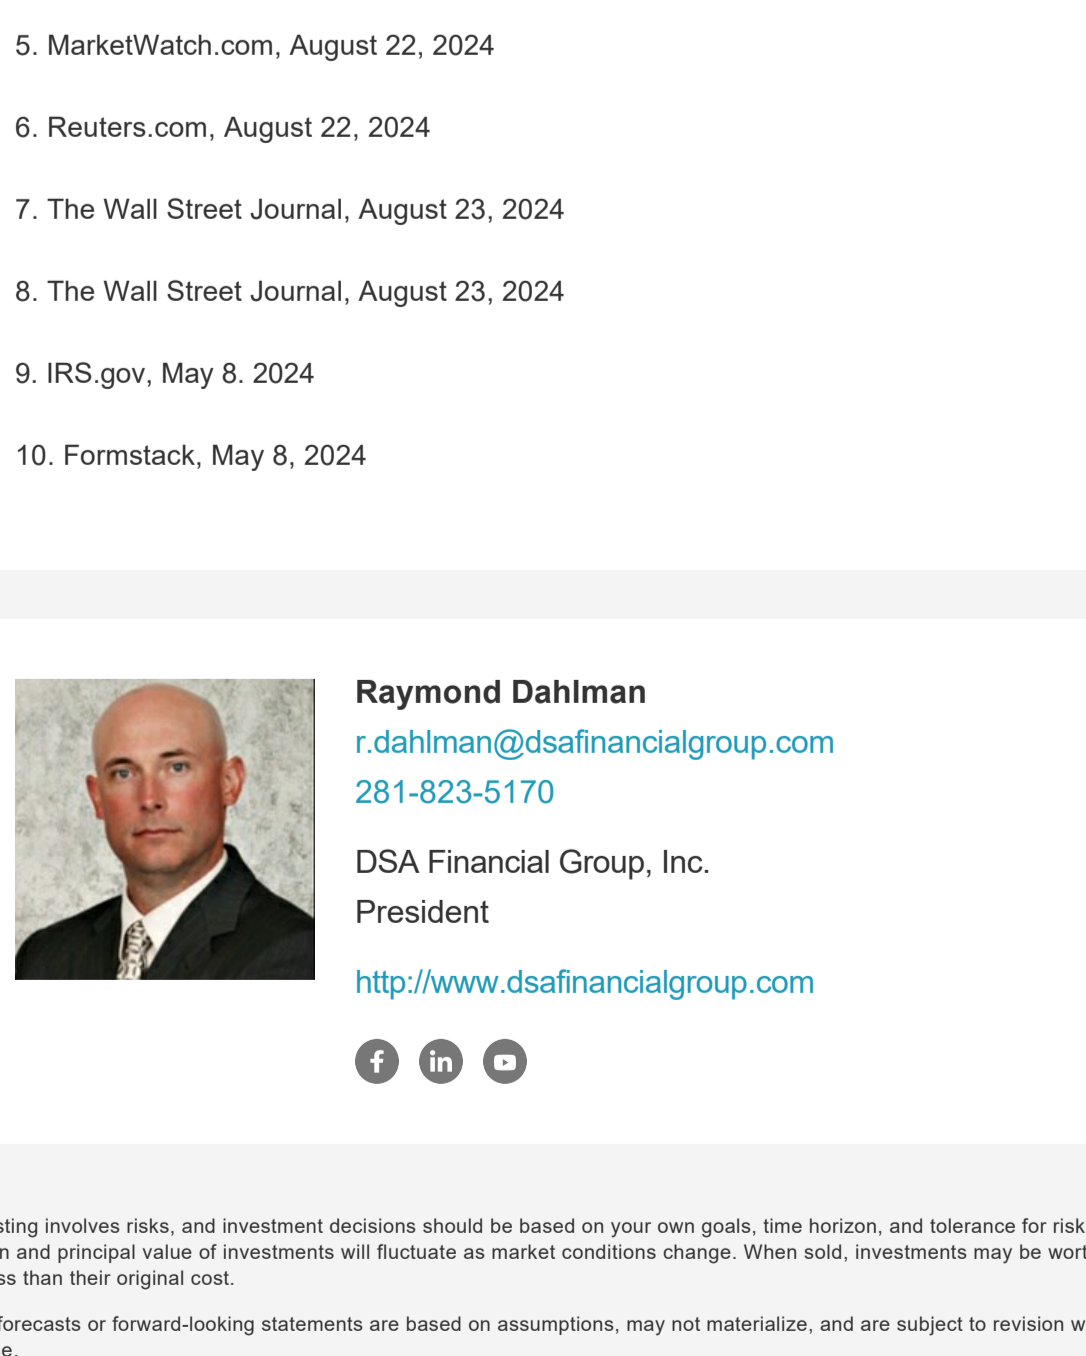 5. MarketWatch.com, August 22, 2024
6. Reuters.com, August 22, 2024
7. The Wall Street Journal, August 23, 2024
8. The Wall Street Journal, August 23, 2024
9. IRS.gov, May 8. 2024
10. Formstack, May 8, 2024
Raymond Dahlman
r.dahlman@dsafinancialgroup.com
281-823-5170
DSA Financial Group, Inc.
President
http://www.dsafinancialgroup.com
f in
sting involves risks, and investment decisions should be based on your own goals, time horizon, and tolerance for risk
n and principal value of investments will fluctuate as market conditions change. When sold, investments may be wort
ss than their original cost.
forecasts or forward-looking statements are based on assumptions, may not materialize, and are subject to revision w
e.